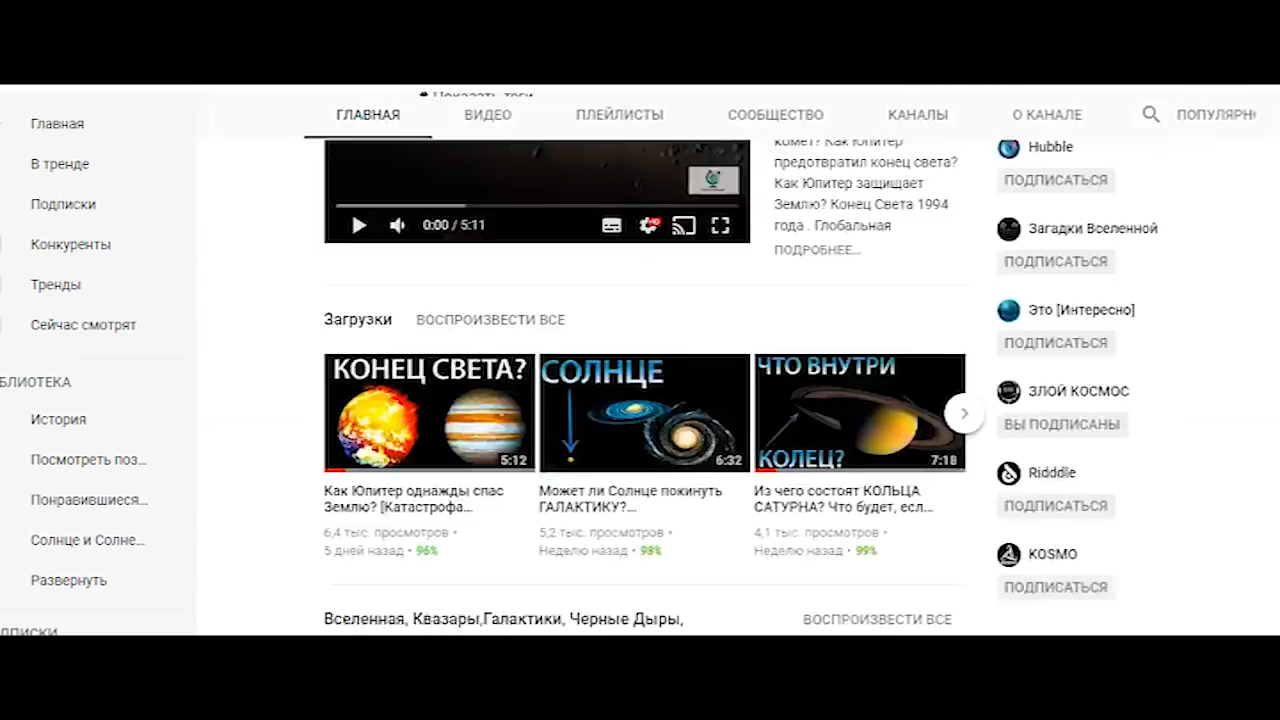 # Показать теги
ГЛАВНАЯ ВИДЕО ПЛЕЙЛИСТЫ СООБЩЕСТВО КАНАЛЫ О КАНАЛЕ ПОПУЛЯРН
Главная
В тренде
Подписки
Конкуренты
Тренды
Сейчас смотрят
БЛИОТЕКА
История
Посмотреть поз...
Понравившиеся...
Солнце и Солне...
Развернуть
ДПИСКИ
0:00 / 5:11
HD
комет? Как Юпитер
предотвратил конец света?
Как Юпитер защищает
Землю? Конец Света 1994
года . Глобальная
ПОДРОБНЕЕ...
Загрузки ВОСПРОИЗВЕСТИ ВСЕ
КОНЕЦ СВЕТА?
5:12
Как Юпитер однажды спас
Землю? [Катастрофа...
6,4 тыс. просмотров •
5 дней назад • 96%
СОЛНЦЕ
6:32
Может ли Солнце покинуть
ГАЛАКТИКУ?...
5,2 тыс. просмотров •
Неделю назад • 98%
ЧТО ВНУТРИ
КОЛЕЦ?
7:18
Из чего состоят КОЛЬЦА
САТУРНА? Что будет, есл...
4,1 тыс. просмотров •
Неделю назад • 99%
Вселенная, Квазары,Галактики, Черные Дыры, ВОСПРОИЗВЕСТИ ВСЕ
Hubble
ПОДПИСАТЬСЯ
Загадки Вселенной
ПОДПИСАТЬСЯ
Это [Интересно]
ПОДПИСАТЬСЯ
ЗЛОЙ КОСМОС
ВЫ ПОДПИСАНЫ
Ridddle
ПОДПИСАТЬСЯ
KOSMO
ПОДПИСАТЬСЯ